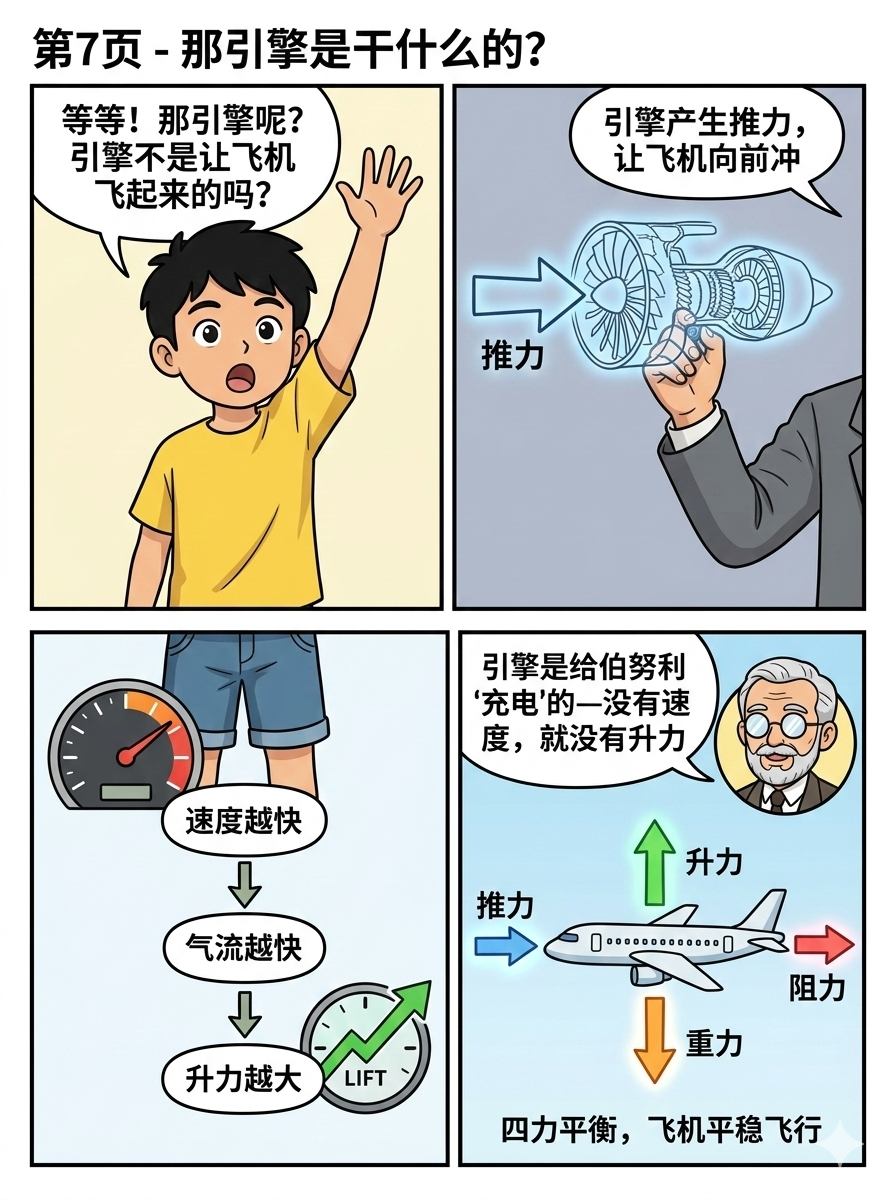 第7页 - 那引擎是干什么的？
等等！那引擎呢？
引擎不是让飞机
飞起来的吗？
引擎产生推力，
让飞机向前冲
推力
速度越快
气流越快
升力越大
LIFT
引擎是给伯努利
‘充电’的—没有速
度，就没有升力
升力
推力
阻力
重力
四力平衡，飞机平稳飞行